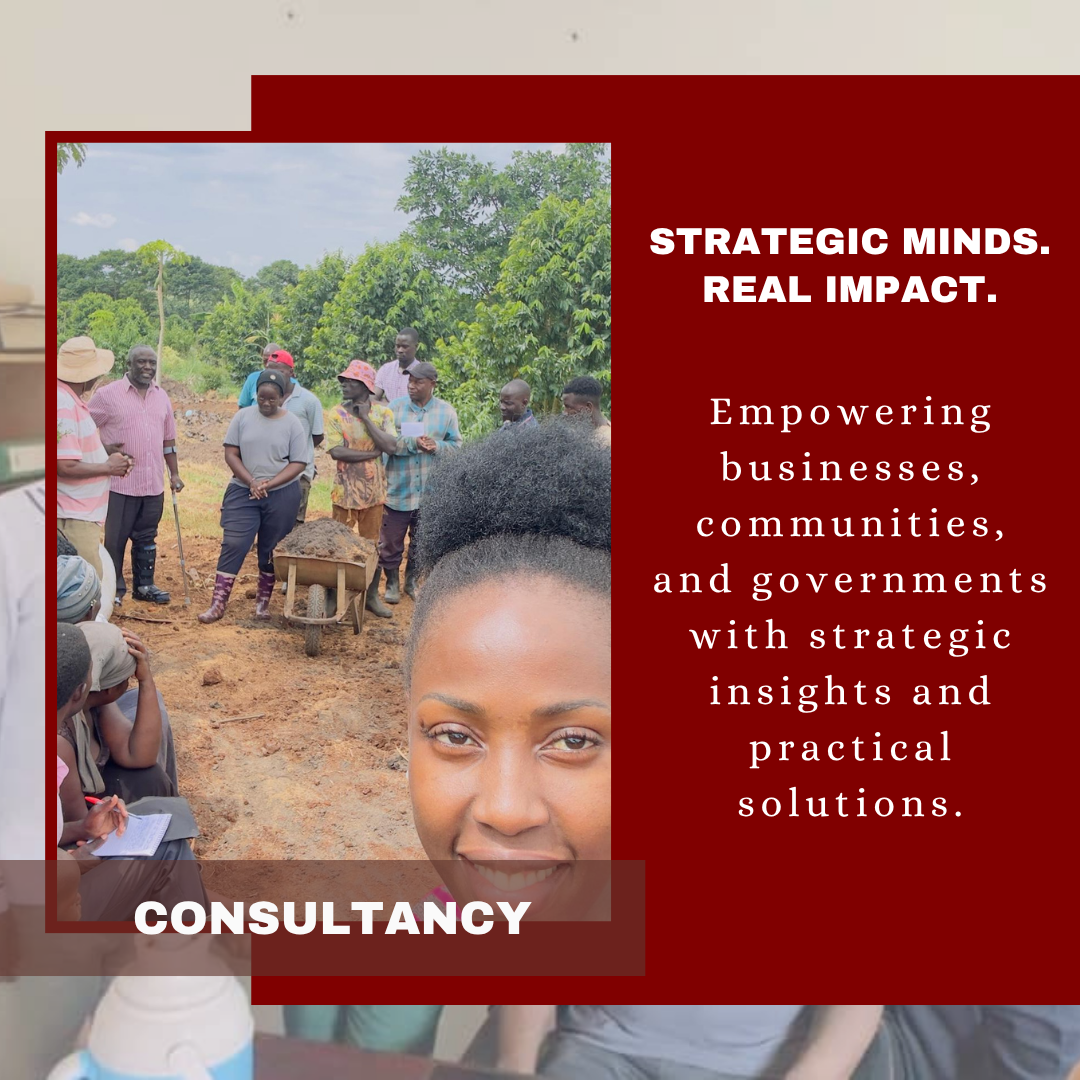 STRATEGIC MINDS.
REAL IMPACT.
Empowering
businesses,
communities,
and governments
with strategic
insights and
practical
solutions.
CONSULTANCY